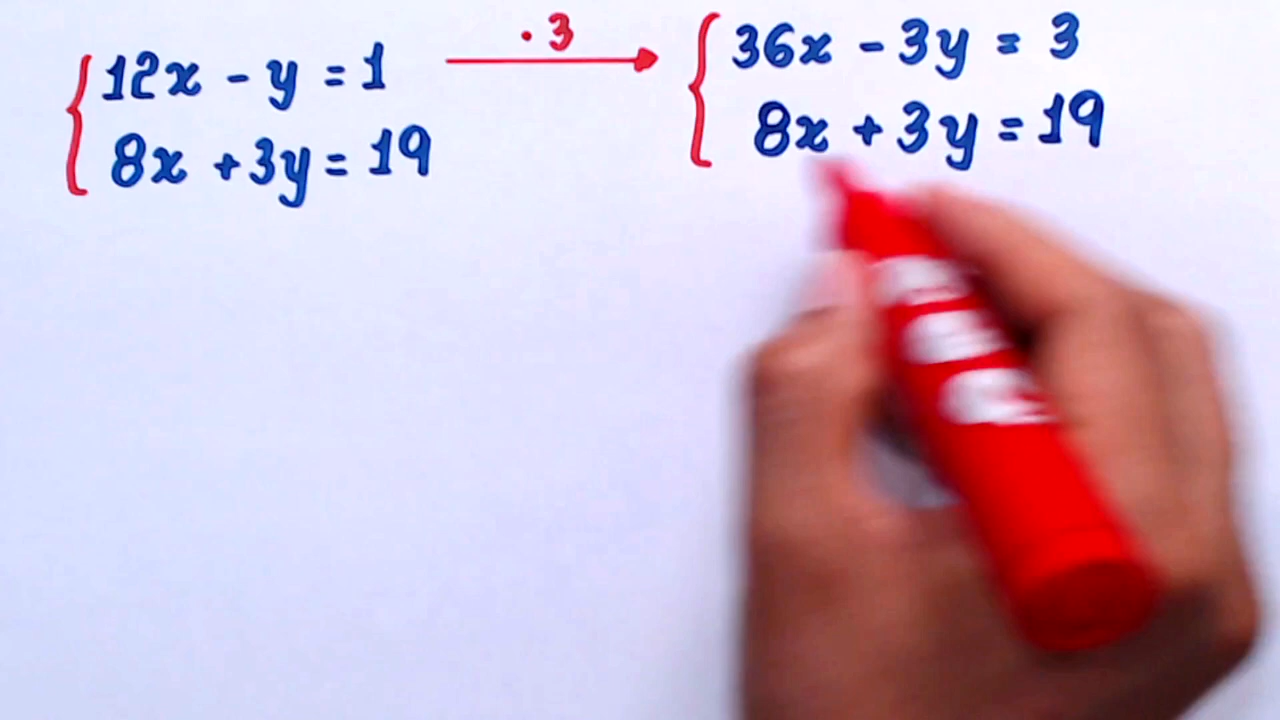 12x - y = 1
8x + 3y = 19
· 3
36x - 3y = 3
8x + 3y = 19